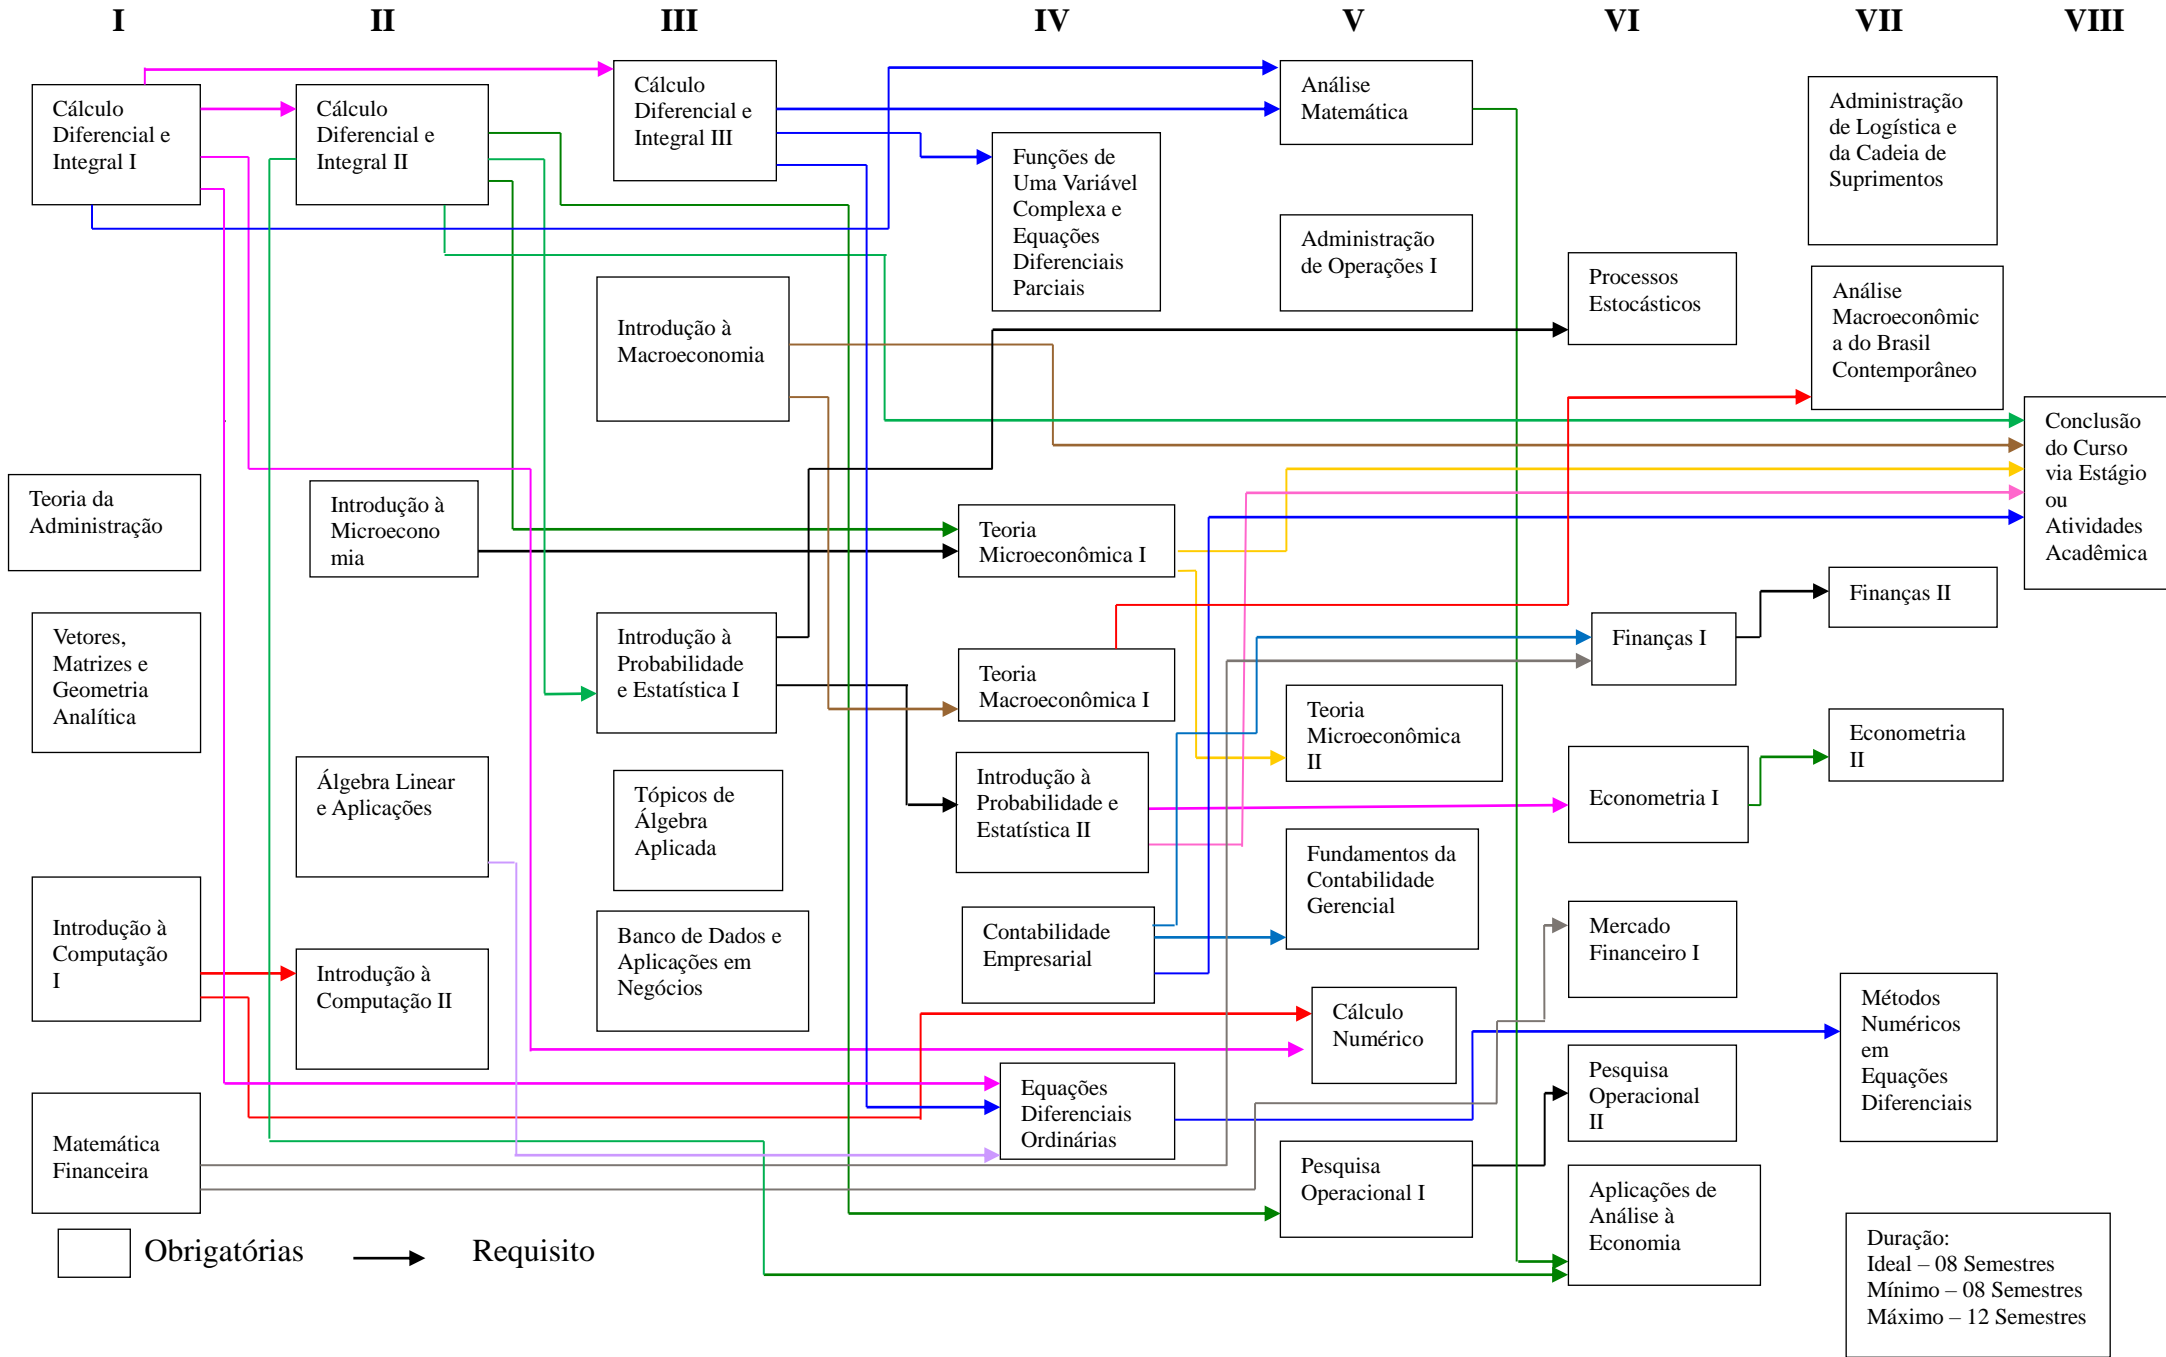 I
II
III
IV
V
VI
VII
VIII
Cálculo
Diferencial e
Integral I
Teoria da
Administração
Vetores,
Matrizes e
Geometria
Analítica
Introdução à
Computação
I
Matemática
Financeira
Cálculo
Diferencial e
Integral II
Introdução à
Microecono
mia
Álgebra Linear
e Aplicações
Introdução à
Computação II
Cálculo
Diferencial e
Integral III
Introdução à
Macroeconomia
Introdução à
Probabilidade
e Estatística I
Tópicos de
Álgebra
Aplicada
Banco de Dados e
Aplicações em
Negócios
Funções de
Uma Variável
Complexa e
Equações
Diferenciais
Parciais
Teoria
Microeconômica I
Teoria
Macroeconômica I
Introdução à
Probabilidade e
Estatística II
Contabilidade
Empresarial
Equações
Diferenciais
Ordinárias
Análise
Matemática
Administração
de Operações I
Teoria
Microeconômica
II
Fundamentos da
Contabilidade
Gerencial
Cálculo
Numérico
Pesquisa
Operacional I
Processos
Estocásticos
Finanças I
Econometria I
Mercado
Financeiro I
Pesquisa
Operacional
II
Aplicações de
Análise à
Economia
Administração
de Logística e
da Cadeia de
Suprimentos
Análise
Macroeconômic
a do Brasil
Contemporâneo
Finanças II
Econometria
II
Métodos
Numéricos
em
Equações
Diferenciais
Conclusão
do Curso
via Estágio
ou
Atividades
Acadêmica
Obrigatórias
Requisito
Duração:
Ideal – 08 Semestres
Mínimo – 08 Semestres
Máximo – 12 Semestres